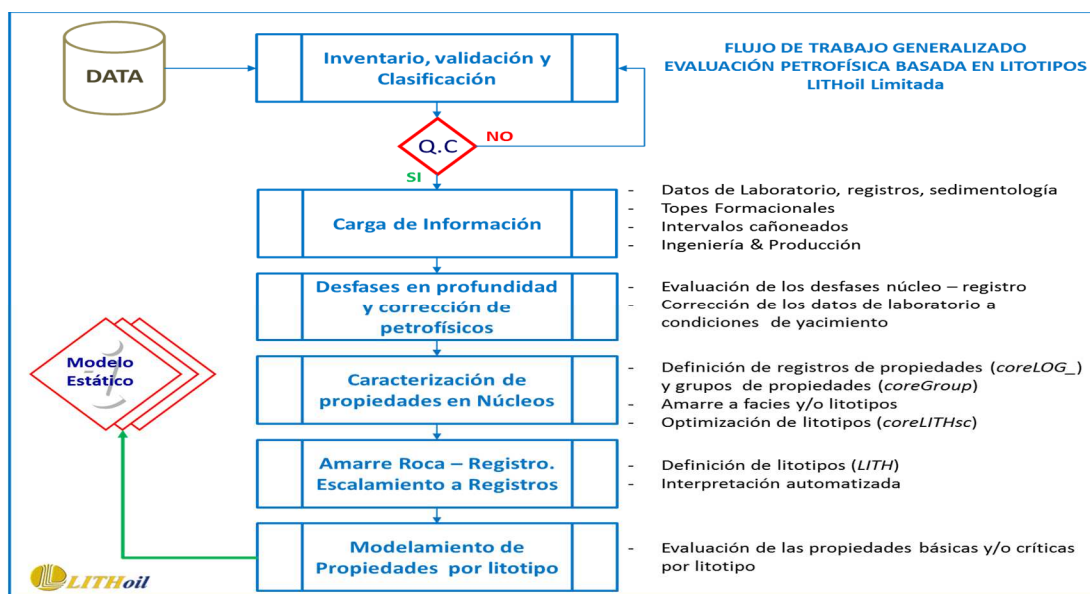 DATA
Inventario, validación y
Clasificación
FLUJO DE TRABAJO GENERALIZADO
EVALUACIÓN PETROFÍSICA BASADA EN LITOTIPOS
LITHoil Limitada
Q.C
NO
SI
Carga de Información
- Datos de Laboratorio, registros, sedimentología
- Topes Formacionales
- Intervalos cañoneados
- Ingeniería & Producción
Desfases en profundidad
y corrección de
petrofísicos
- Evaluación de los desfases núcleo – registro
- Corrección de los datos de laboratorio a
condiciones de yacimiento
Modelo
Estático
Caracterización de
propiedades en Núcleos
- Definición de registros de propiedades (coreLOG_)
y grupos de propiedades (coreGroup)
- Amarre a facies y/o litotipos
- Optimización de litotipos (coreLITHsc)
Amarre Roca – Registro.
Escalamiento a Registros
- Definición de litotipos (LITH)
- Interpretación automatizada
Modelamiento de
Propiedades por litotipo
- Evaluación de las propiedades básicas y/o críticas
por litotipo
LITHoil